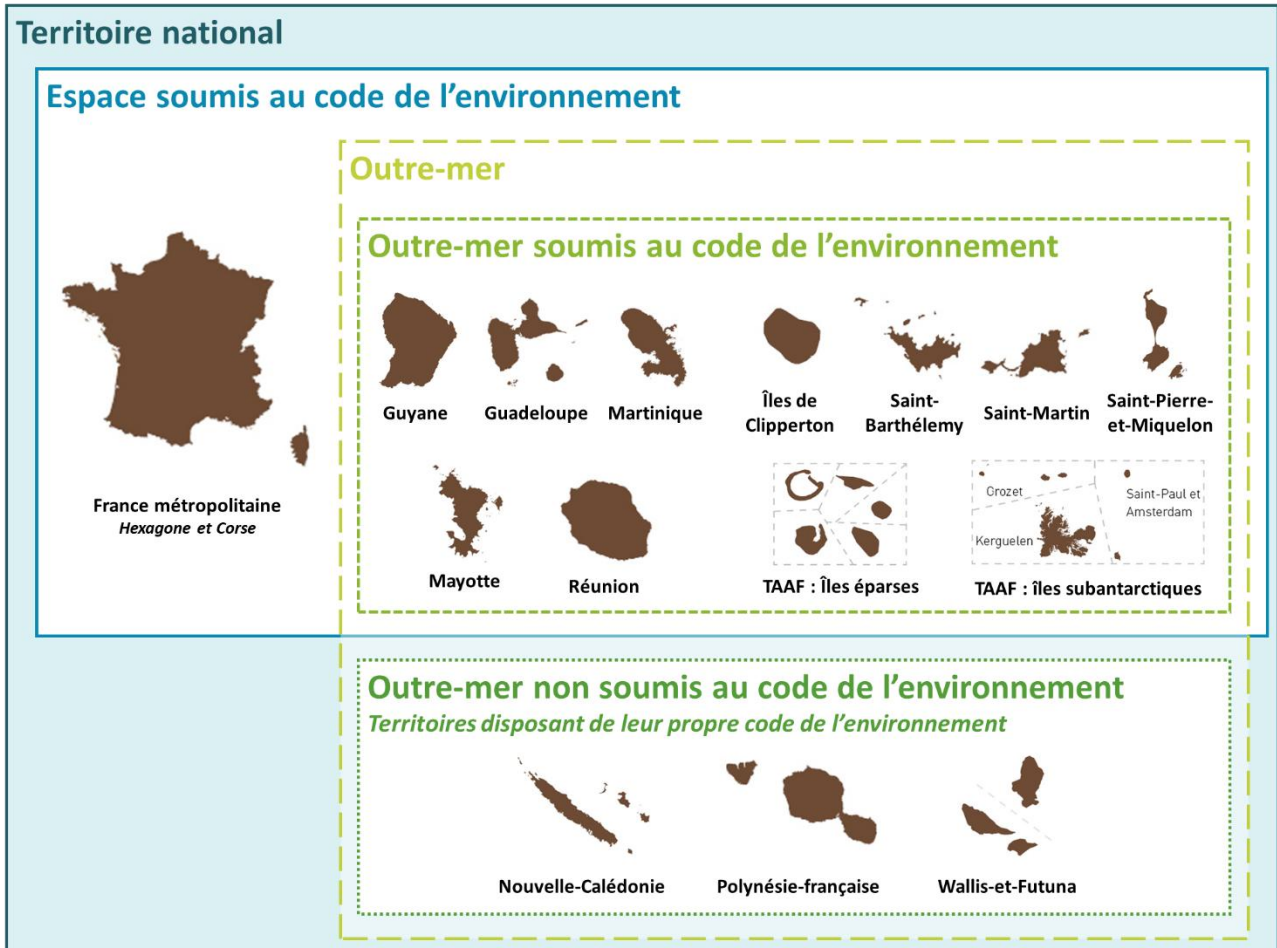 Territoire national
Espace soumis au code de l’environnement
Outre-mer
Outre-mer soumis au code de l’environnement
Guyane
Guadeloupe
Martinique
Îles de
Clipperton
Saint-
Barthélemy
Saint-Martin
Saint-Pierre-
et-Miquelon
France métropolitaine
Hexagone et Corse
Mayotte
Réunion
TAAF : Îles éparses
Crozet
Saint-Paul et
Amsterdam
Kerguelen
TAAF : îles subantarctiques
Outre-mer non soumis au code de l’environnement
Territoires disposant de leur propre code de l’environnement
Nouvelle-Calédonie
Polynésie-française
Wallis-et-Futuna